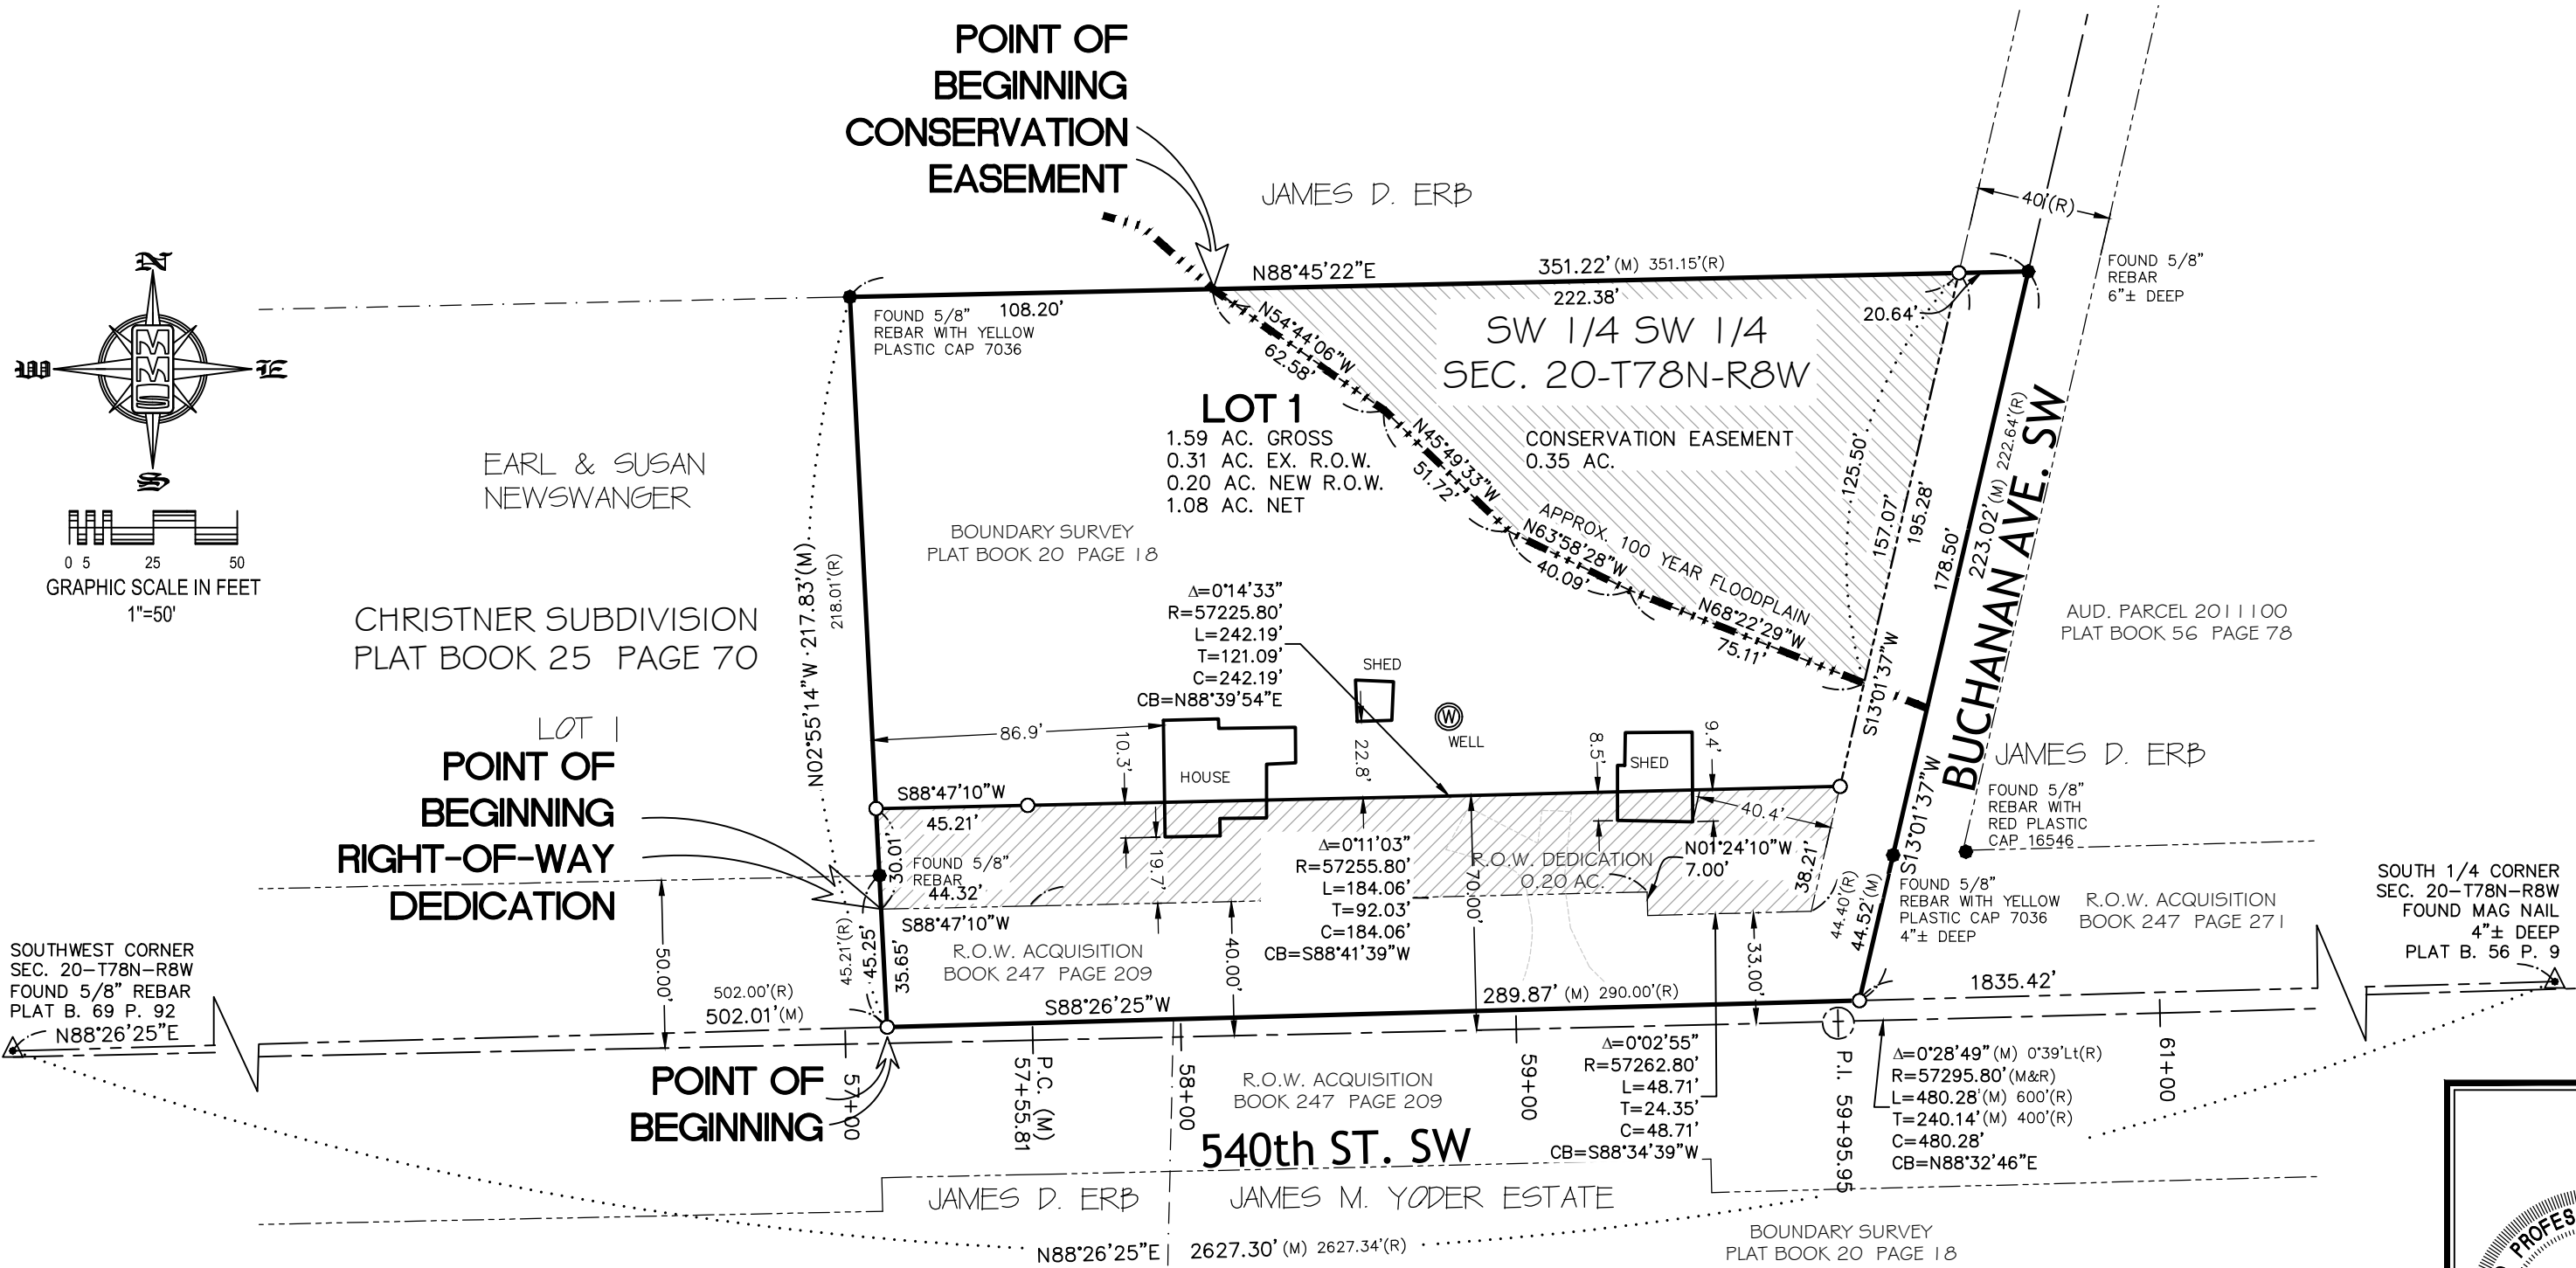 POINT OF
BEGINNING
CONSERVATION
EASEMENT
JAMES D. ERB
40'(R)
N
W
E
S
MMS
0 5 25 50
GRAPHIC SCALE IN FEET
1"=50'
N88°45'22"E
351.22' (M) 351.15'(R)
222.38'
108.20'
20.64'
FOUND 5/8"
REBAR
6"± DEEP
FOUND 5/8"
REBAR WITH YELLOW
PLASTIC CAP 7036
SW 1/4 SW 1/4
SEC. 20-T78N-R8W
N54°44'06"W
62.58'
N45°49'33"W
51.72'
N63°58'28"W
40.09'
N68°22'29"W
75.11'
APPROX. 100 YEAR FLOODPLAIN
CONSERVATION EASEMENT
0.35 AC.
LOT 1
1.59 AC. GROSS
0.31 AC. EX. R.O.W.
0.20 AC. NEW R.O.W.
1.08 AC. NET
125.50'
157.07'
195.28'
178.50'
223.02'(M) 222.64'(R)
S13°01'37"W
S13°01'37"W
BUCHANAN AVE. SW
EARL & SUSAN
NEWSWANGER
BOUNDARY SURVEY
PLAT BOOK 20 PAGE 18
CHRISTNER SUBDIVISION
PLAT BOOK 25 PAGE 70
LOT 1
N02°55'14"W 217.83'(M)
218.01'(R)
Δ=0°14'33"
R=57225.80'
L=242.19'
T=121.09'
C=242.19'
CB=N88°39'54"E
AUD. PARCEL 2011100
PLAT BOOK 56 PAGE 78
JAMES D. ERB
FOUND 5/8"
REBAR WITH
RED PLASTIC
CAP 16546
SHED
W
WELL
SHED
HOUSE
86.9'
10.3'
22.8'
8.5'
9.4'
40.4'
19.7'
POINT OF
BEGINNING
RIGHT-OF-WAY
DEDICATION
S88°47'10"W
45.21'
30.01'
FOUND 5/8"
REBAR
44.32'
S88°47'10"W
Δ=0°11'03"
R=57255.80'
L=184.06'
T=92.03'
C=184.06'
CB=S88°41'39"W
R.O.W. DEDICATION
0.20 AC.
N01°24'10"W
7.00'
70.00'
38.21'
44.40'(R)
44.52'(M)
FOUND 5/8"
REBAR WITH YELLOW
PLASTIC CAP 7036
4"± DEEP
R.O.W. ACQUISITION
BOOK 247 PAGE 271
SOUTH 1/4 CORNER
SEC. 20-T78N-R8W
FOUND MAG NAIL
4"± DEEP
PLAT B. 56 P. 9
SOUTHWEST CORNER
SEC. 20-T78N-R8W
FOUND 5/8" REBAR
PLAT B. 69 P. 92
N88°26'25"E
50.00'
502.00'(R)
502.01'(M)
45.21'(R)
45.25'
35.65'
R.O.W. ACQUISITION
BOOK 247 PAGE 209
40.00'
33.00'
S88°26'25"W
289.87' (M) 290.00'(R)
1835.42'
POINT OF
BEGINNING
57+00
P.C. (M)
57+55.81
58+00
59+00
P.I. 59+95.95
61+00
R.O.W. ACQUISITION
BOOK 247 PAGE 209
540th ST. SW
Δ=0°02'55"
R=57262.80'
L=48.71'
T=24.35'
C=48.71'
CB=S88°34'39"W
Δ=0°28'49"(M) 0°39'Lt(R)
R=57295.80'(M&R)
L=480.28'(M) 600'(R)
T=240.14'(M) 400'(R)
C=480.28'
CB=N88°32'46"E
JAMES D. ERB
JAMES M. YODER ESTATE
N88°26'25"E 2627.30' (M) 2627.34'(R)
BOUNDARY SURVEY
PLAT BOOK 20 PAGE 18
PROFES